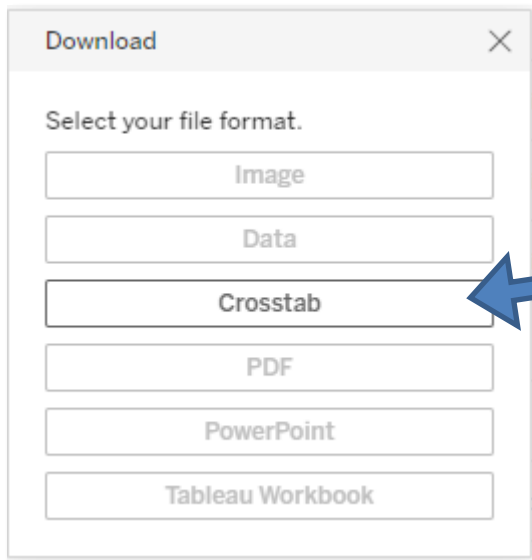 Download
Select your file format.
Image
Data
Crosstab
PDF
PowerPoint
Tableau Workbook